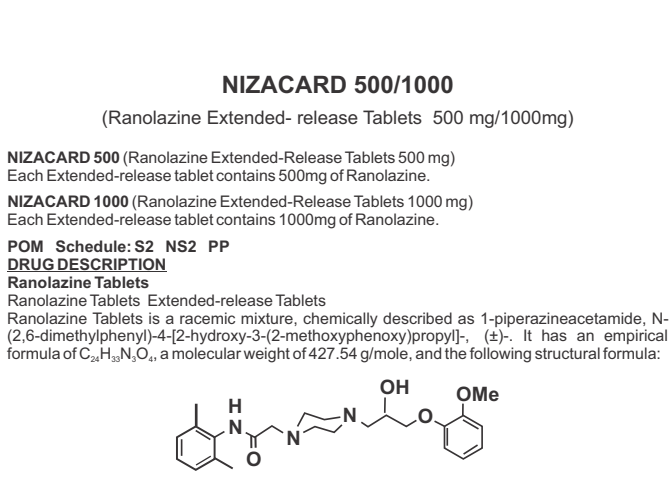 NIZACARD 500/1000
(Ranolazine Extended- release Tablets 500 mg/1000mg)
NIZACARD 500 (Ranolazine Extended-Release Tablets 500 mg)
Each Extended-release tablet contains 500mg of Ranolazine.
NIZACARD 1000 (Ranolazine Extended-Release Tablets 1000 mg)
Each Extended-release tablet contains 1000mg of Ranolazine.
POM Schedule: S2 NS2 PP
DRUG DESCRIPTION
Ranolazine Tablets
Ranolazine Tablets Extended-release Tablets
Ranolazine Tablets is a racemic mixture, chemically described as 1-piperazineacetamide, N-
(2,6-dimethylphenyl)-4-[2-hydroxy-3-(2-methoxyphenoxy)propyl]-, (±)-. It has an empirical
formula of C₂₄H₃₃N₃O₄, a molecular weight of 427.54 g/mole, and the following structural formula:
OH
OMe
H
N
O
N
N
O